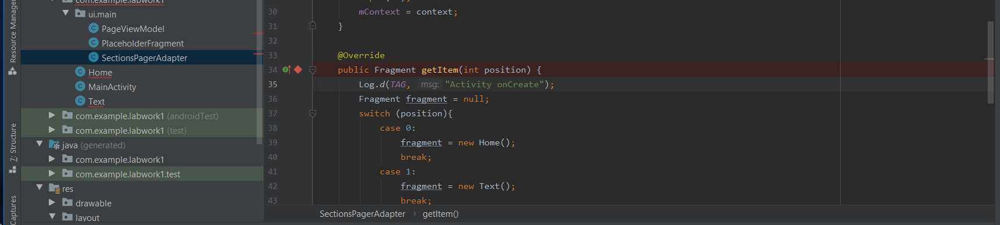 Resource Manager
Z: Structure
Captures
com.example.labwork1
ui.main
PageViewModel
PlaceholderFragment
SectionsPagerAdapter
Home
MainActivity
Text
com.example.labwork1 (androidTest)
com.example.labwork1 (test)
java (generated)
com.example.labwork1
com.example.labwork1.test
res
drawable
layout
30 mContext = context;
31 }
32
33 @Override
34 public Fragment getItem(int position) {
35 Log.d(TAG, msg: "Activity onCreate");
36 Fragment fragment = null;
37 switch (position){
38 case 0:
39 fragment = new Home();
40 break;
41 case 1:
42 fragment = new Text();
43 break;
SectionsPagerAdapter › getItem()